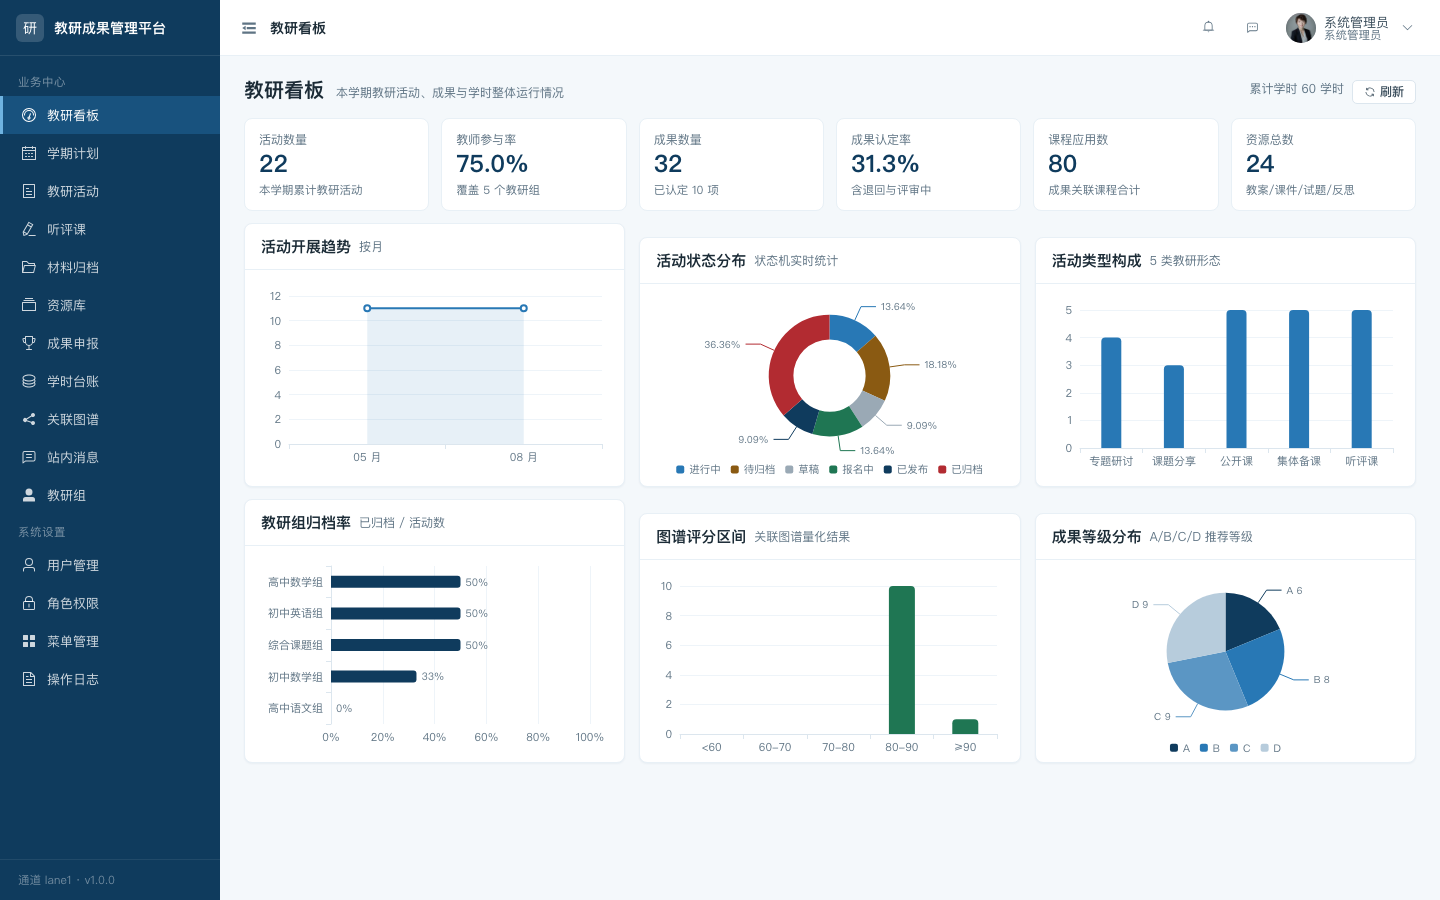 研
教研成果管理平台
业务中心
教研看板
学期计划
教研活动
听评课
材料归档
资源库
成果申报
学时台账
关联图谱
站内消息
教研组
系统设置
用户管理
角色权限
菜单管理
操作日志
通道 lane1 · v1.0.0
教研看板
系统管理员
系统管理员
教研看板 本学期教研活动、成果与学时整体运行情况
累计学时 60 学时 刷新
活动数量
22
本学期累计教研活动
教师参与率
75.0%
覆盖 5 个教研组
成果数量
32
已认定 10 项
成果认定率
31.3%
含退回与评审中
课程应用数
80
成果关联课程合计
资源总数
24
教案/课件/试题/反思
活动开展趋势 按月
12
10
8
6
4
2
0
05 月 08 月
活动状态分布 状态机实时统计
13.64%
36.36%
18.18%
9.09%
9.09%
13.64%
进行中 待归档 草稿 报名中 已发布 已归档
活动类型构成 5 类教研形态
5
4
3
2
1
0
专题研讨 课题分享 公开课 集体备课 听评课
教研组归档率 已归档 / 活动数
高中数学组 50%
初中英语组 50%
综合课题组 50%
初中数学组 33%
高中语文组 0%
0% 20% 40% 60% 80% 100%
图谱评分区间 关联图谱量化结果
10
8
6
4
2
0
<60 60–70 70–80 80–90 ≥90
成果等级分布 A/B/C/D 推荐等级
A 6
D 9
B 8
C 9
A B C D